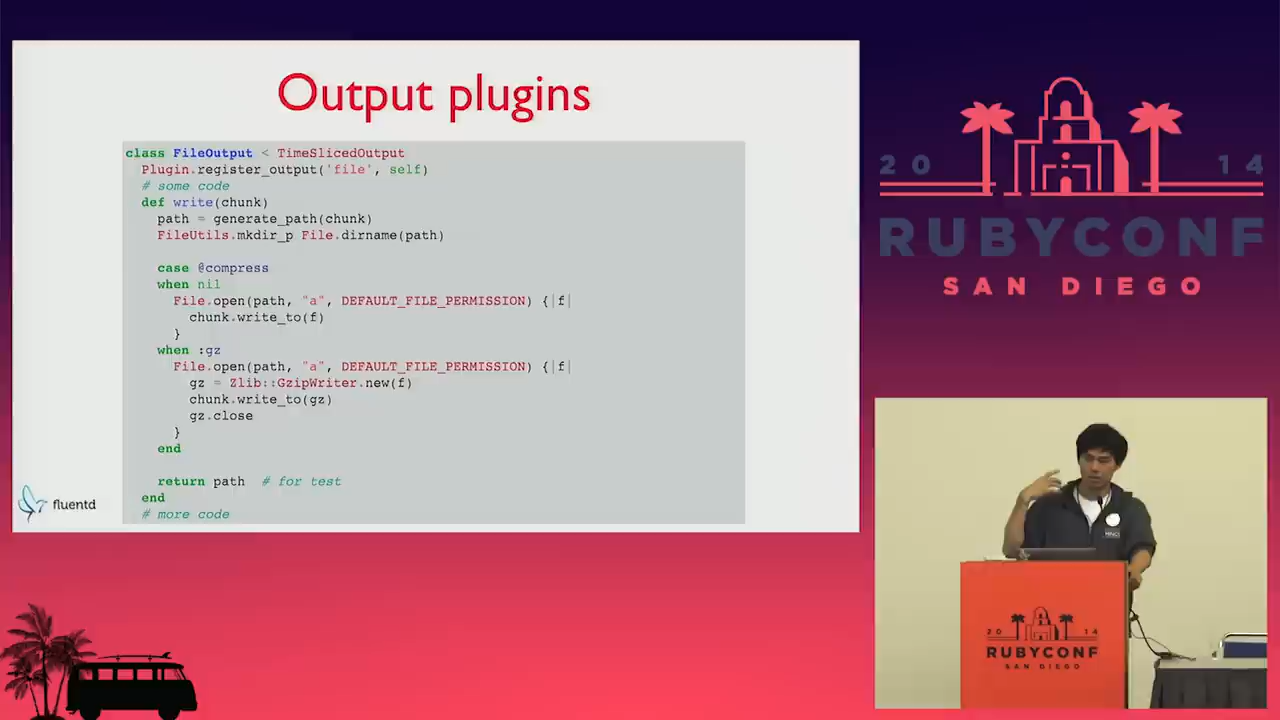 Output plugins
class FileOutput < TimeSlicedOutput
  Plugin.register_output('file', self)
  # some code
  def write(chunk)
    path = generate_path(chunk)
    FileUtils.mkdir_p File.dirname(path)

    case @compress
    when nil
      File.open(path, "a", DEFAULT_FILE_PERMISSION) {|f|
        chunk.write_to(f)
      }
    when :gz
      File.open(path, "a", DEFAULT_FILE_PERMISSION) {|f|
        gz = Zlib::GzipWriter.new(f)
        chunk.write_to(gz)
        gz.close
      }
    end

    return path  # for test
  end
  # more code
fluentd
20 14
RUBYCONF
SAN DIEGO
20 14
RUBYCONF
SAN DIEGO